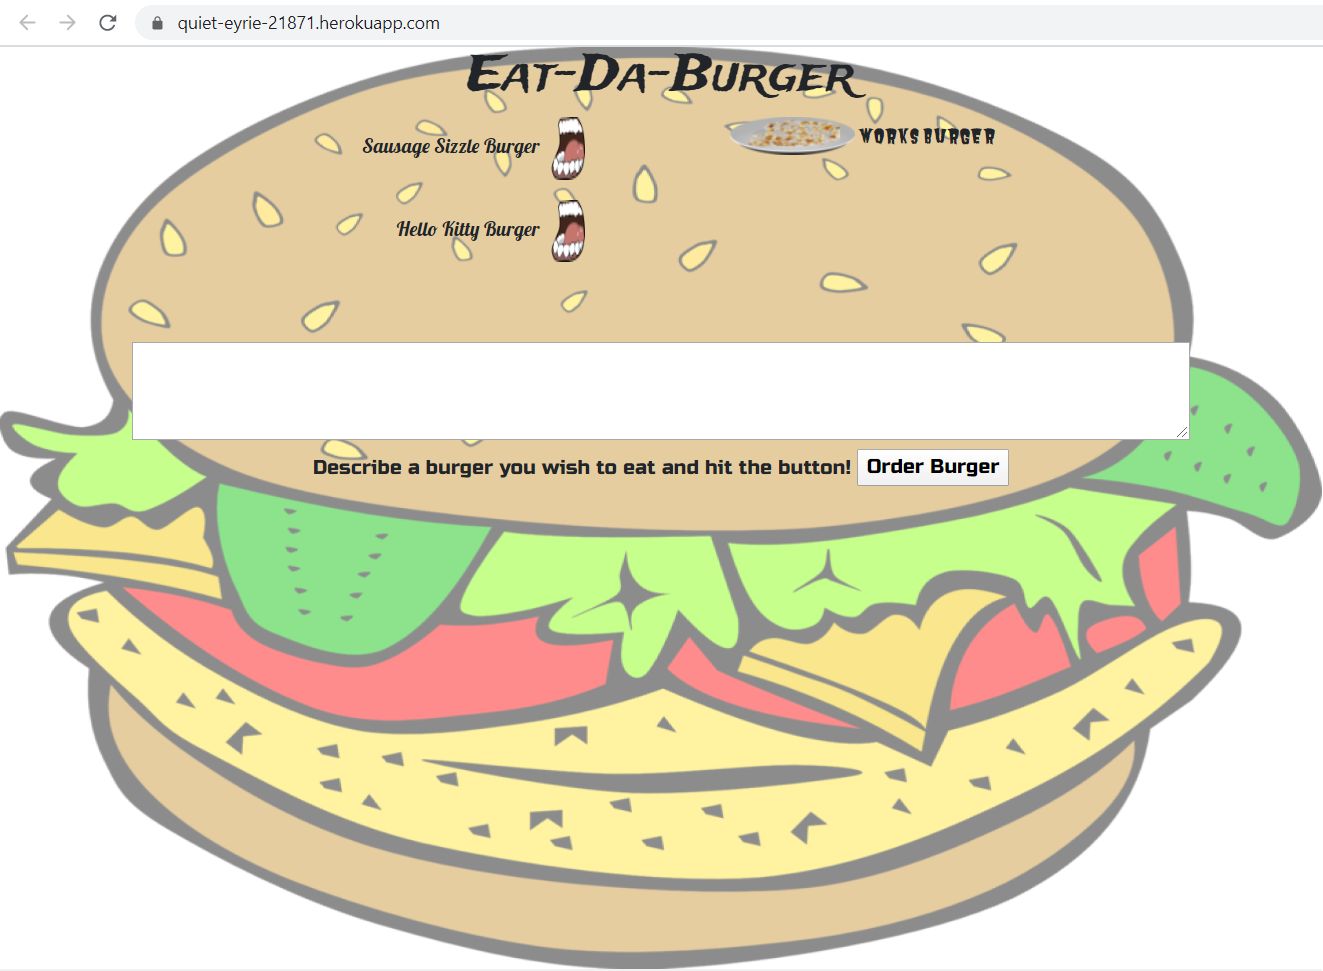 quiet-eyrie-21871.herokuapp.com
Eat-Da-Burger
Sausage Sizzle Burger
WORKS BURGER
Hello Kitty Burger
Describe a burger you wish to eat and hit the button! Order Burger